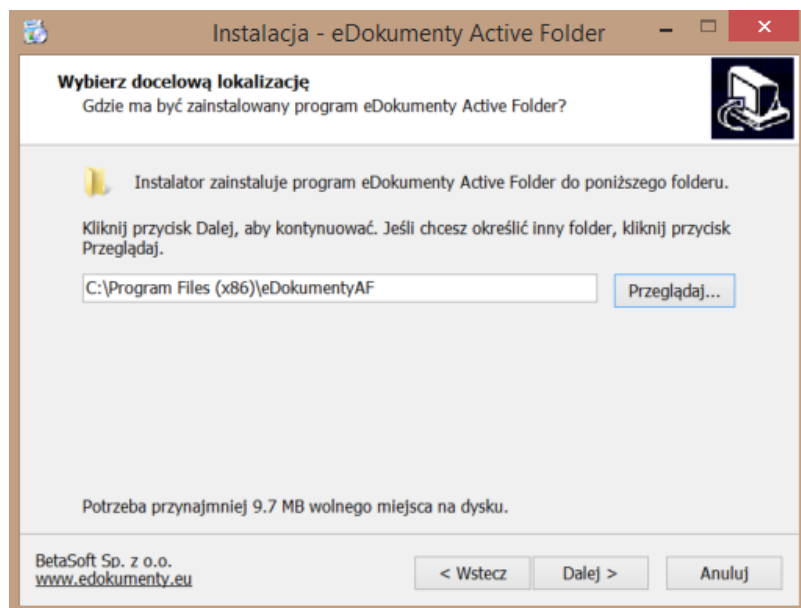 Instalacja - eDokumenty Active Folder
Wybierz docelową lokalizację
Gdzie ma być zainstalowany program eDokumenty Active Folder?
Instalator zainstaluje program eDokumenty Active Folder do poniższego folderu.
Kliknij przycisk Dalej, aby kontynuować. Jeśli chcesz określić inny folder, kliknij przycisk
Przeglądaj.
C:\Program Files (x86)\eDokumentyAF
Przeglądaj...
Potrzeba przynajmniej 9.7 MB wolnego miejsca na dysku.
BetaSoft Sp. z o.o.
www.edokumenty.eu
< Wstecz
Dalej >
Anuluj